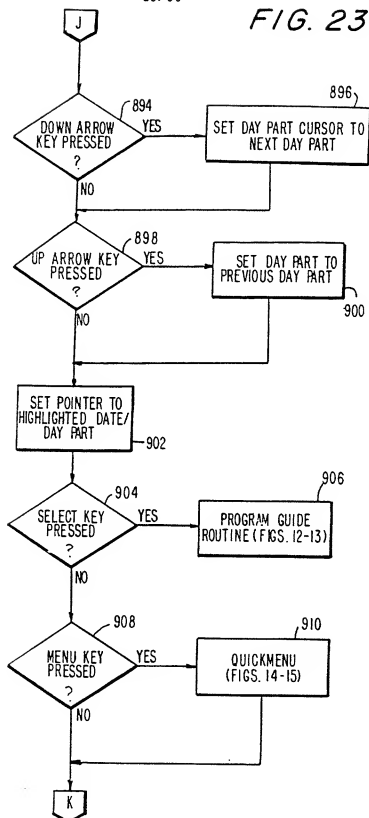 FIG. 23
J
894
DOWN ARROW
KEY PRESSED
?
YES
NO
896
SET DAY PART CURSOR TO
NEXT DAY PART
898
UP ARROW KEY
PRESSED
?
YES
NO
SET DAY PART TO
PREVIOUS DAY PART
900
SET POINTER TO
HIGHLIGHTED DATE/
DAY PART
902
904
SELECT KEY
PRESSED
?
YES
NO
906
PROGRAM GUIDE
ROUTINE (FIGS. 12-13)
908
MENU KEY
PRESSED
?
YES
NO
910
QUICKMENU
(FIGS. 14-15)
K